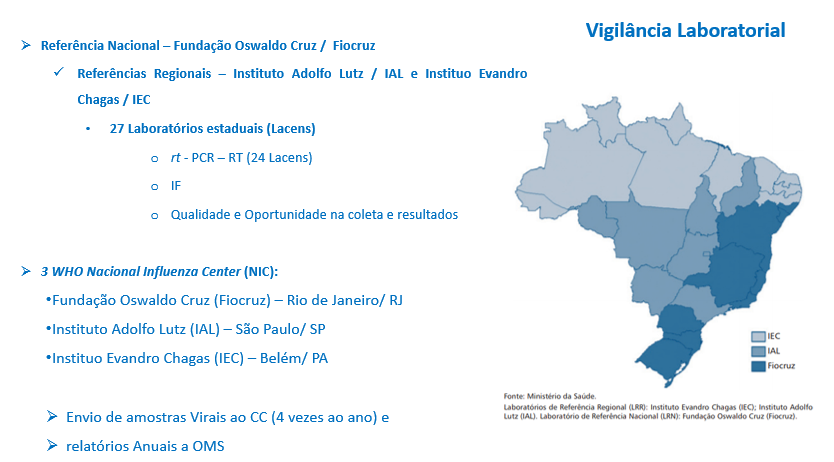 Vigilância Laboratorial
➢ Referência Nacional – Fundação Oswaldo Cruz / Fiocruz
✓ Referências Regionais – Instituto Adolfo Lutz / IAL e Instituo Evandro
Chagas / IEC
• 27 Laboratórios estaduais (Lacens)
o rt - PCR – RT (24 Lacens)
o IF
o Qualidade e Oportunidade na coleta e resultados
➢ 3 WHO Nacional Influenza Center (NIC):
•Fundação Oswaldo Cruz (Fiocruz) – Rio de Janeiro/ RJ
•Instituto Adolfo Lutz (IAL) – São Paulo/ SP
•Instituo Evandro Chagas (IEC) – Belém/ PA
➢ Envio de amostras Virais ao CC (4 vezes ao ano) e
➢ relatórios Anuais a OMS
IEC
IAL
Fiocruz
Fonte: Ministério da Saúde.
Laboratórios de Referência Regional (LRR): Instituto Evandro Chagas (IEC); Instituto Adolfo
Lutz (IAL). Laboratório de Referência Nacional (LRN): Fundação Oswaldo Cruz (Fiocruz).